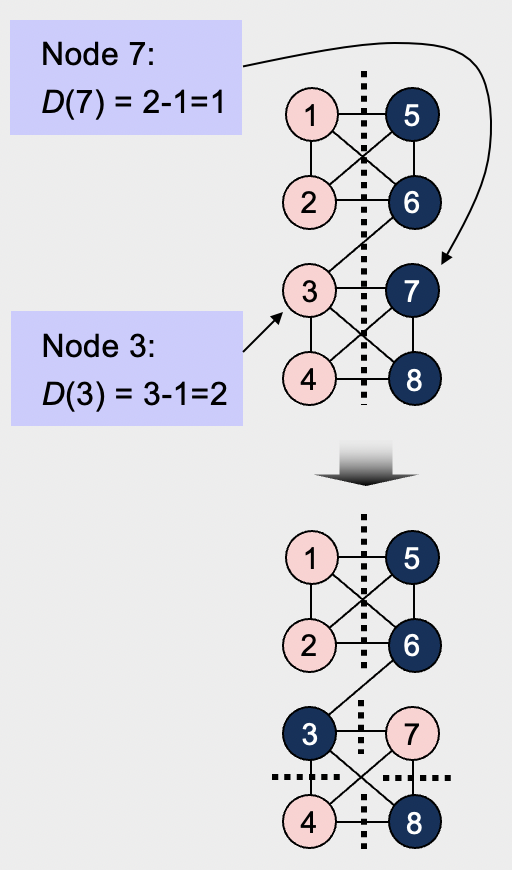 Node 7:
D(7) = 2-1=1
1 5
2 6
3 7
Node 3:
D(3) = 3-1=2
4 8
1 5
2 6
3 7
4 8